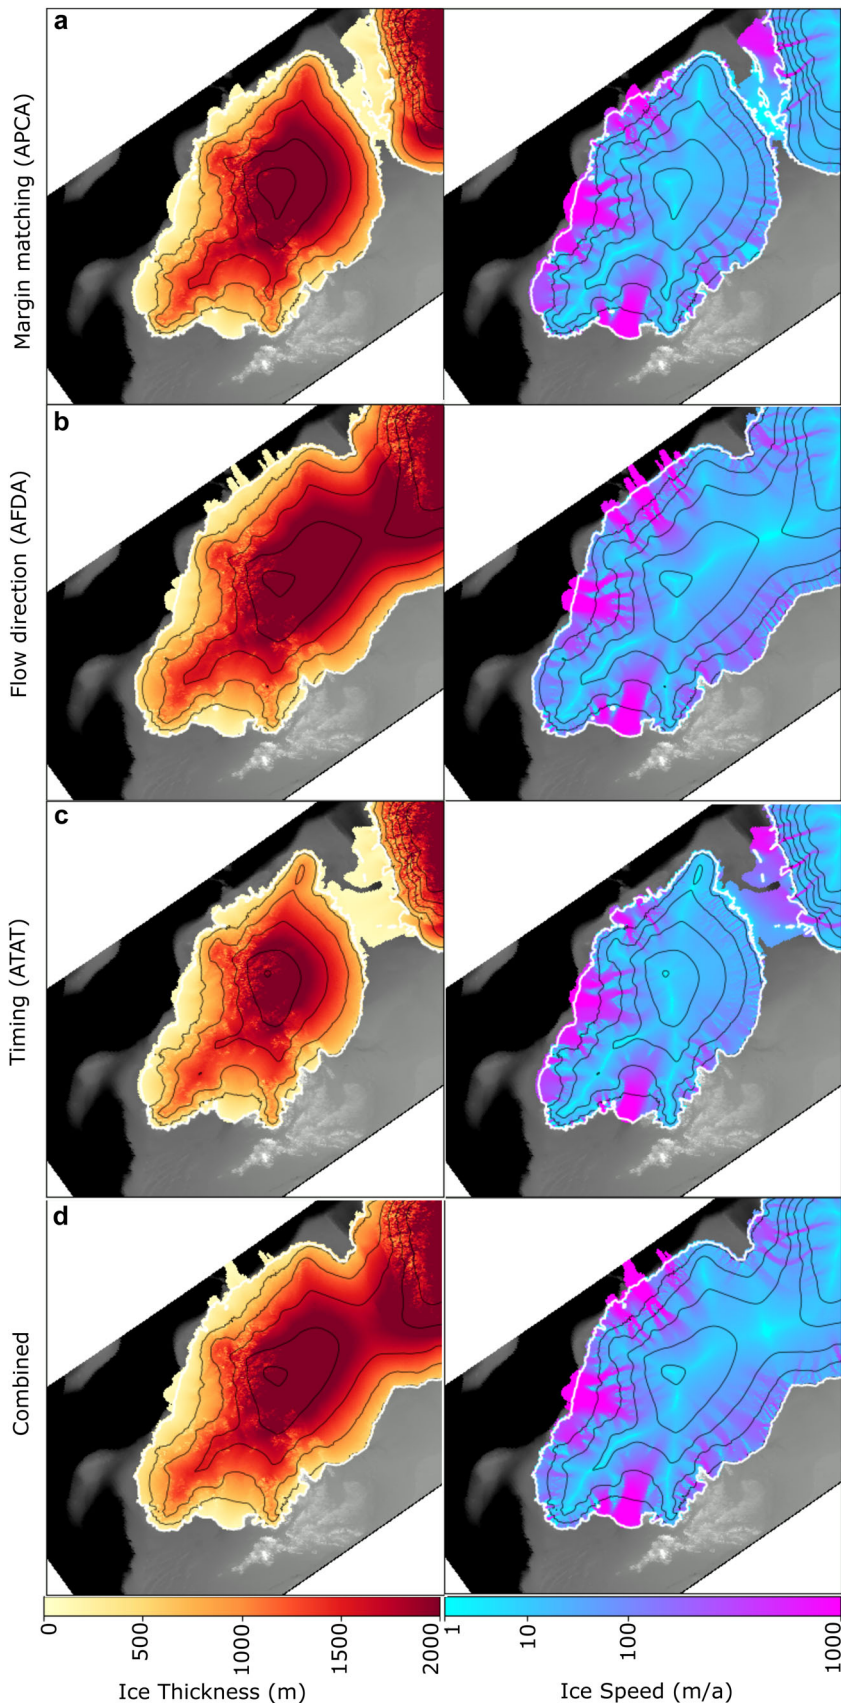 a
Margin matching (APCA)
b
Flow direction (AFDA)
c
Timing (ATAT)
d
Combined
0 500 1000 1500 2000
1 10 100 1000
Ice Thickness (m)
Ice Speed (m/a)